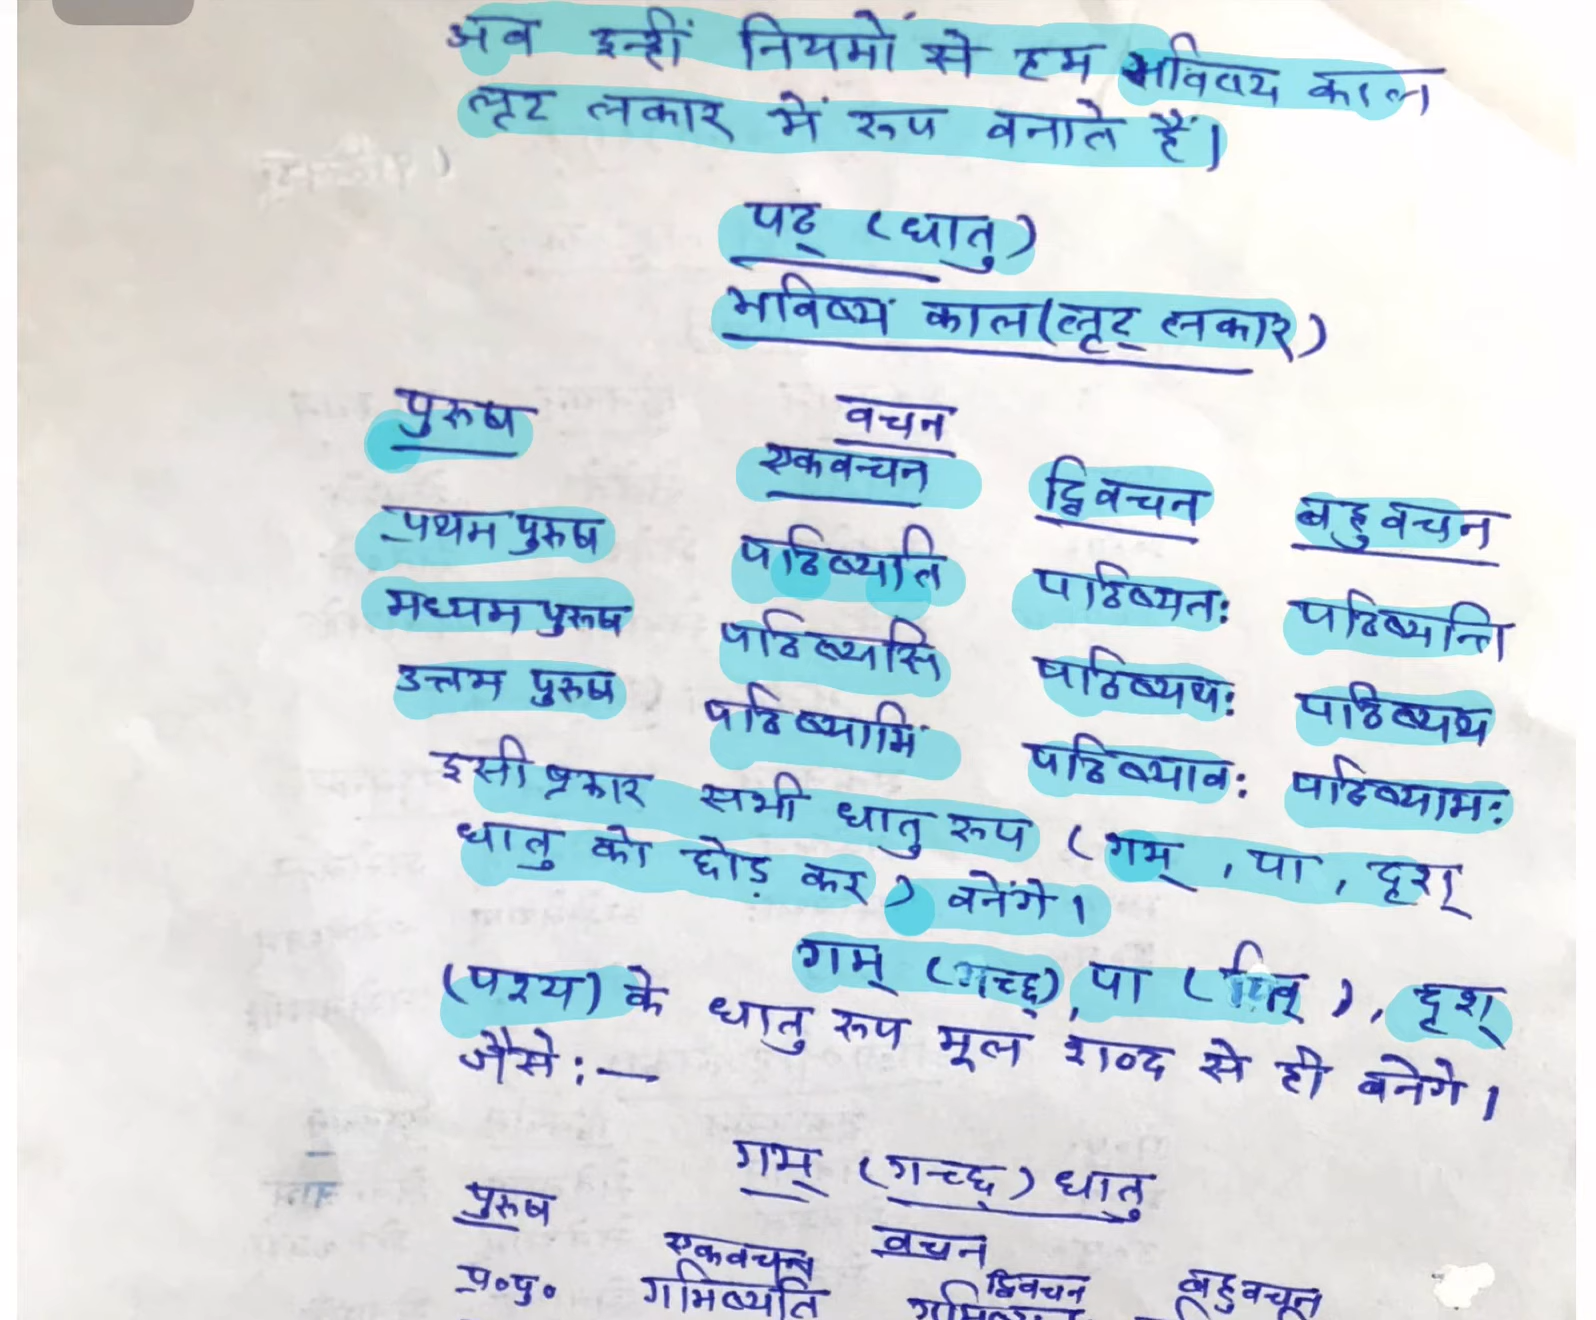 अब इन्हीं नियमों से हम भविष्य काल
लृट लकार में रूप बनाते हैं।
पठ् (धातु)
भविष्य काल (लृट् लकार)
पुरुष वचन
एकवचन द्विवचन बहुवचन
प्रथम पुरुष पठिष्यति पठिष्यतः पठिष्यन्ति
मध्यम पुरुष पठिष्यसि पठिष्यथः पठिष्यथ
उत्तम पुरुष पठिष्यामि पठिष्यावः पठिष्यामः
इसी प्रकार सभी धातु रूप (गम्, पा, दृश्
धातु को छोड़ कर) बनेंगे।
गम् (गच्छ्), पा (पिब्), दृश्
(पश्य) के धातु रूप मूल शब्द से ही बनेगे।
जैसे:—
गम् (गच्छ्) धातु
पुरुष वचन
एकवचन द्विवचन बहुवचन
प्र॰पु॰ गमिष्यति